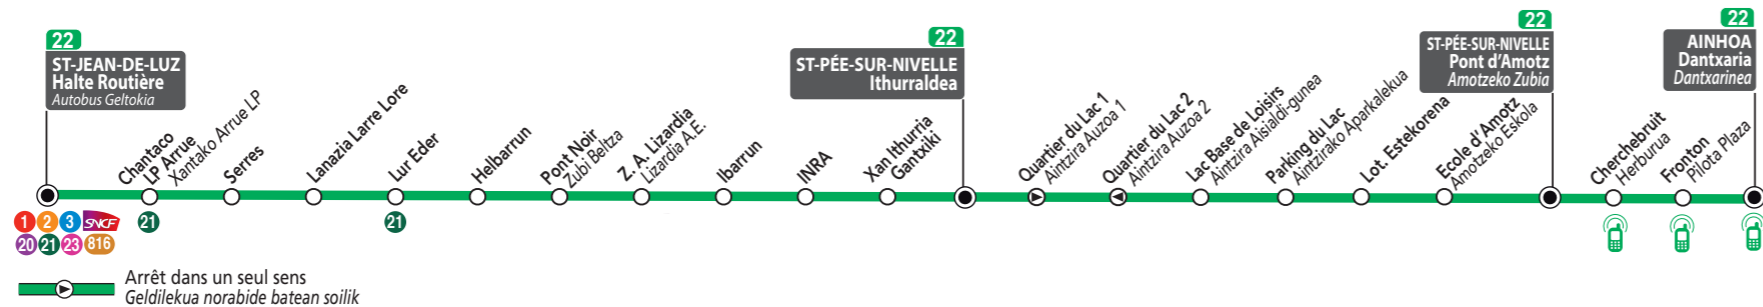 22
ST-JEAN-DE-LUZ
Halte Routière
Autobus Geltokia
Chantaco
LP Arrue
Xantako Arrue LP
Serres
Lamazia Larre Lore
Lur Eder
Helbarrun
Pont Noir
Zubi Beltza
Z. A. Lizardia
Lizardia A.E.
Ibarrun
INRA
Xan Ithurria
Gantxiki
22
ST-PÉE-SUR-NIVELLE
Ithurraldea
Quartier du Lac 1
Aintzira Auzoa 1
Quartier du Lac 2
Aintzira Auzoa 2
Lac Base de Loisirs
Aintzira Aisialdi-gunea
Parking du Lac
Aintzirako Aparkalekua
Lot. Estekorena
Ecole d'Amotz
Amotzeko Eskola
22
ST-PÉE-SUR-NIVELLE
Pont d'Amotz
Amotzeko Zubia
Cherchebruit
Herburua
Fronton
Pilota Plaza
22
AINHOA
Dantxaria
Dantxarinea
1 2 3 SNCF
20 21 23 816
21
21
Arrêt dans un seul sens
Geldilekua norabide batean soilik